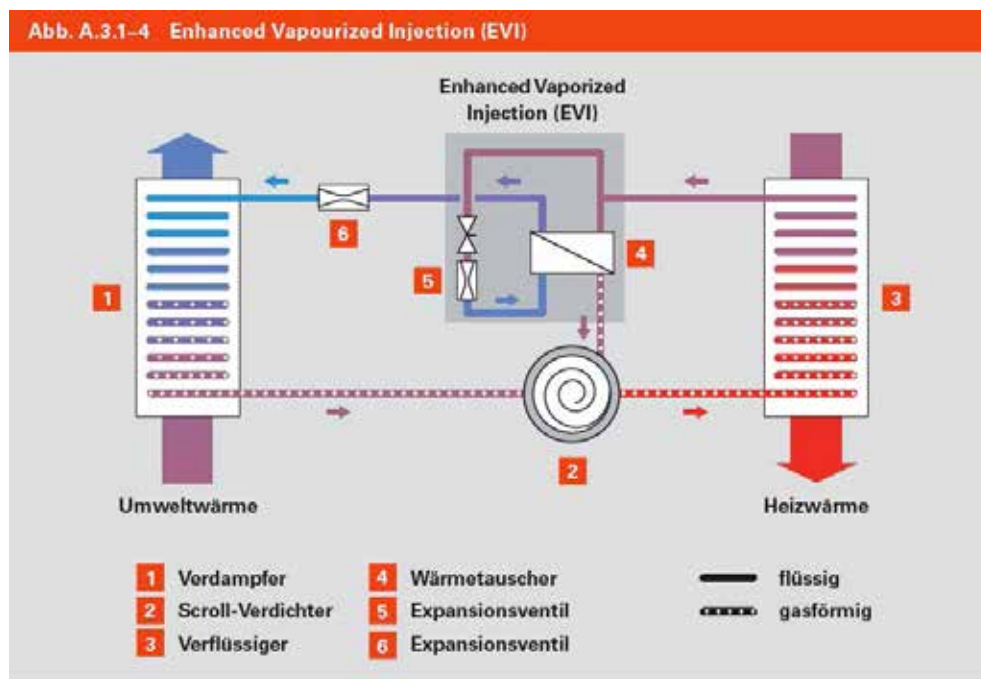 Abb. A.3.1–4 Enhanced Vapourized Injection (EVI)
Enhanced Vaporized
Injection (EVI)
6
5
4
1
3
2
Umweltwärme
Heizwärme
1 Verdampfer
2 Scroll-Verdichter
3 Verflüssiger
4 Wärmetauscher
5 Expansionsventil
6 Expansionsventil
flüssig
gasförmig